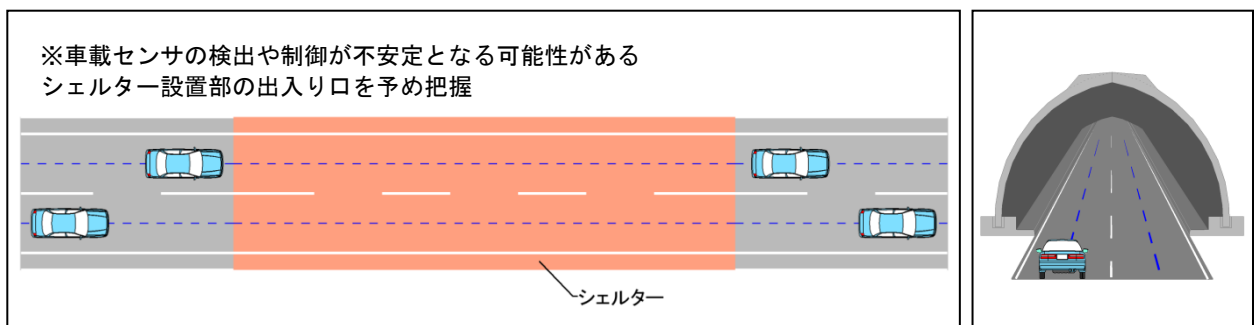 ※車載センサの検出や制御が不安定となる可能性がある
シェルター設置部の出入り口を予め把握
シェルター